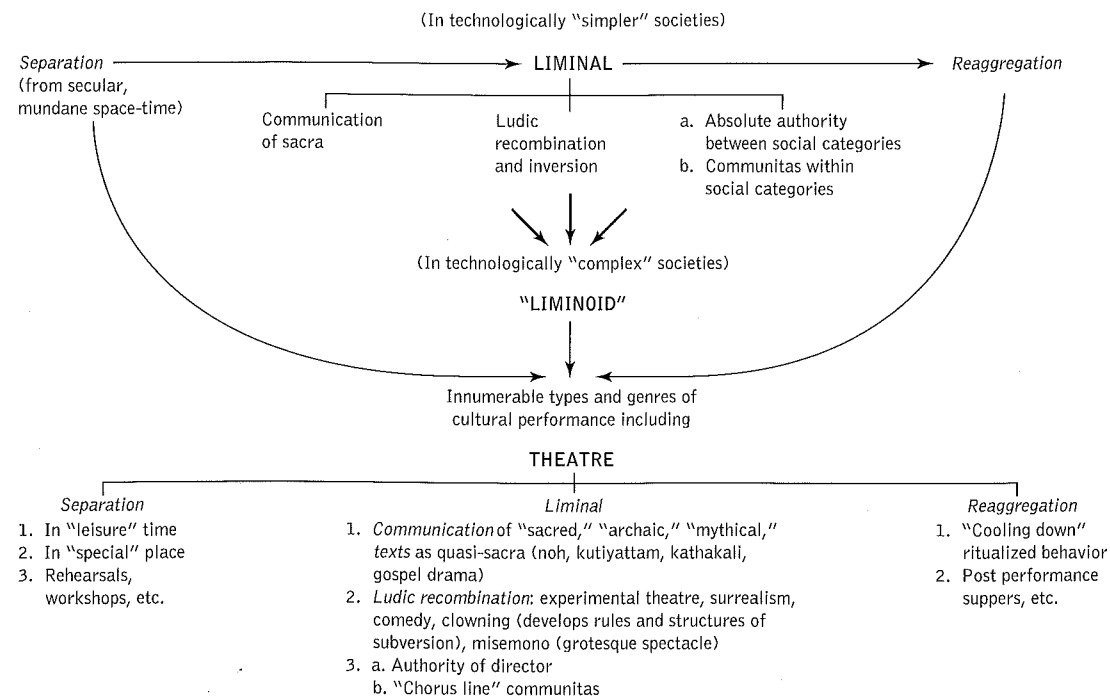 (In technologically "simpler" societies)
Separation
(from secular,
mundane space-time)
LIMINAL
Reaggregation
Communication
of sacra
Ludic
recombination
and inversion
a. Absolute authority
between social categories
b. Communitas within
social categories
(In technologically "complex" societies)
"LIMINOID"
Innumerable types and genres of
cultural performance including
THEATRE
Separation
1. In "leisure" time
2. In "special" place
3. Rehearsals,
workshops, etc.
Liminal
1. Communication of "sacred," "archaic," "mythical,"
texts as quasi-sacra (noh, kutiyattam, kathakali,
gospel drama)
2. Ludic recombination: experimental theatre, surrealism,
comedy, clowning (develops rules and structures of
subversion), misemono (grotesque spectacle)
3. a. Authority of director
b. "Chorus line" communitas
Reaggregation
1. "Cooling down"
ritualized behavior
2. Post performance
suppers, etc.